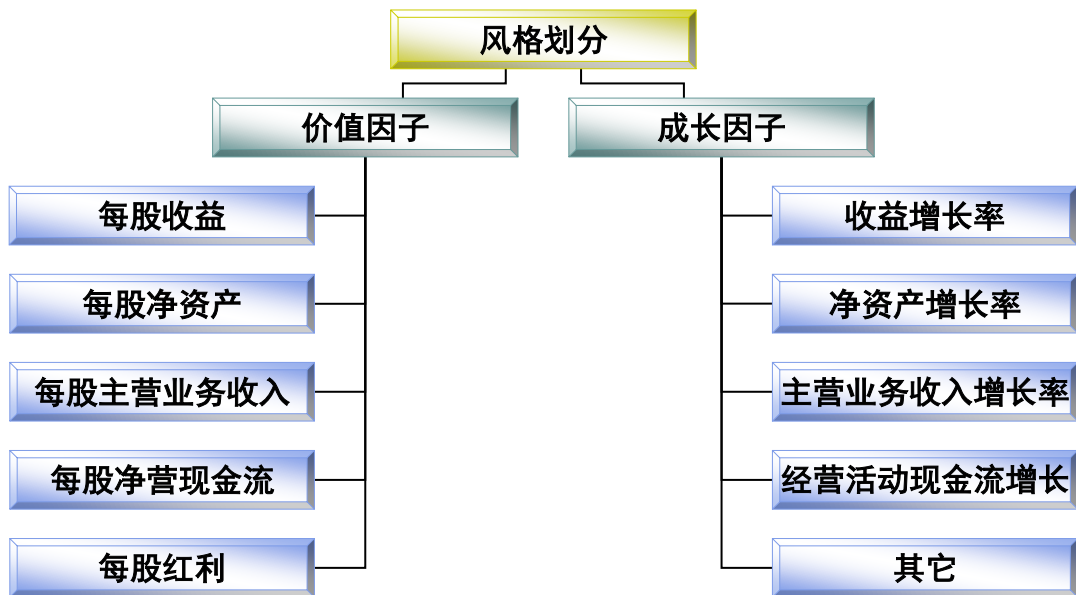 风格划分
价值因子
成长因子
每股收益
收益增长率
每股净资产
净资产增长率
每股主营业务收入
主营业务收入增长率
每股净营现金流
经营活动现金流增长
每股红利
其它